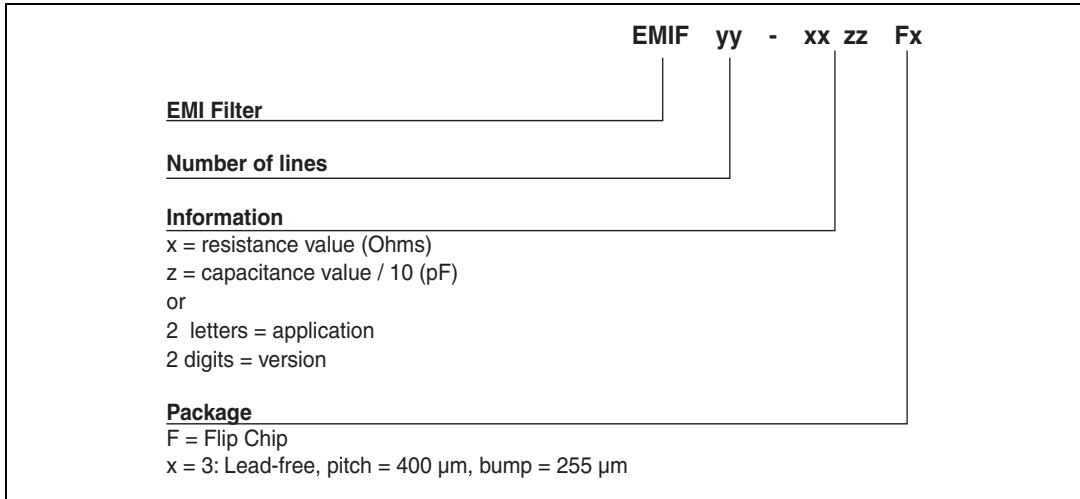 EMIF yy - xx zz Fx
EMI Filter
Number of lines
Information
x = resistance value (Ohms)
z = capacitance value / 10 (pF)
or
2 letters = application
2 digits = version
Package
F = Flip Chip
x = 3: Lead-free, pitch = 400 µm, bump = 255 µm